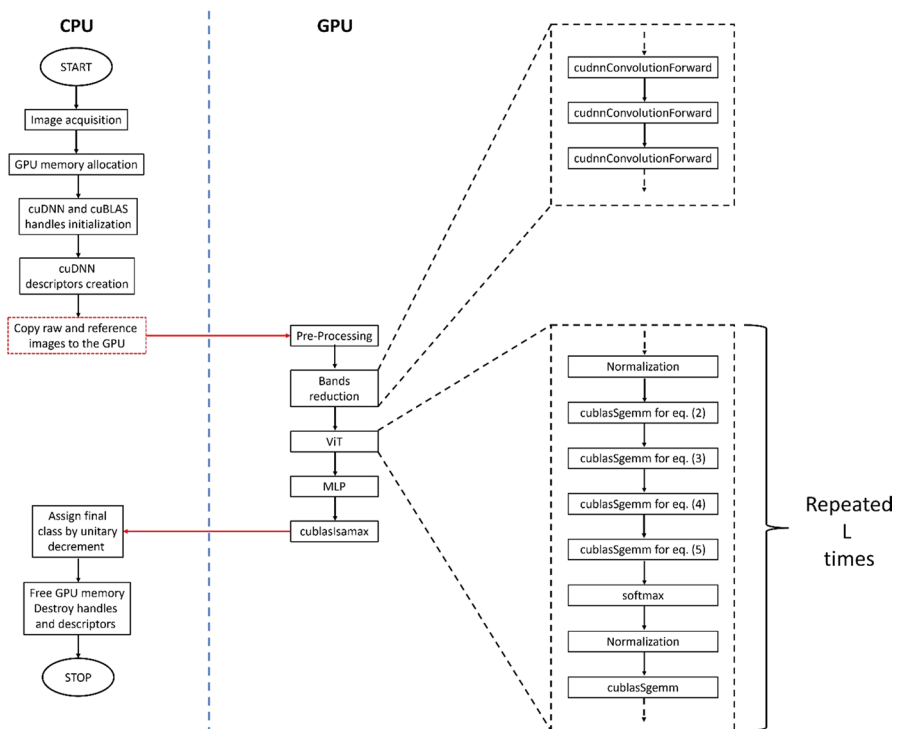 CPU
START
Image acquisition
GPU memory allocation
cuDNN and cuBLAS
handles initialization
cuDNN
descriptors creation
Copy raw and reference
images to the GPU
Assign final
class by unitary
decrement
Free GPU memory
Destroy handles
and descriptors
STOP
GPU
Pre-Processing
Bands
reduction
ViT
MLP
cublasIsamax
cudnnConvolutionForward
cudnnConvolutionForward
cudnnConvolutionForward
Normalization
cublasSgemm for eq. (2)
cublasSgemm for eq. (3)
cublasSgemm for eq. (4)
cublasSgemm for eq. (5)
softmax
Normalization
cublasSgemm
Repeated
L
times